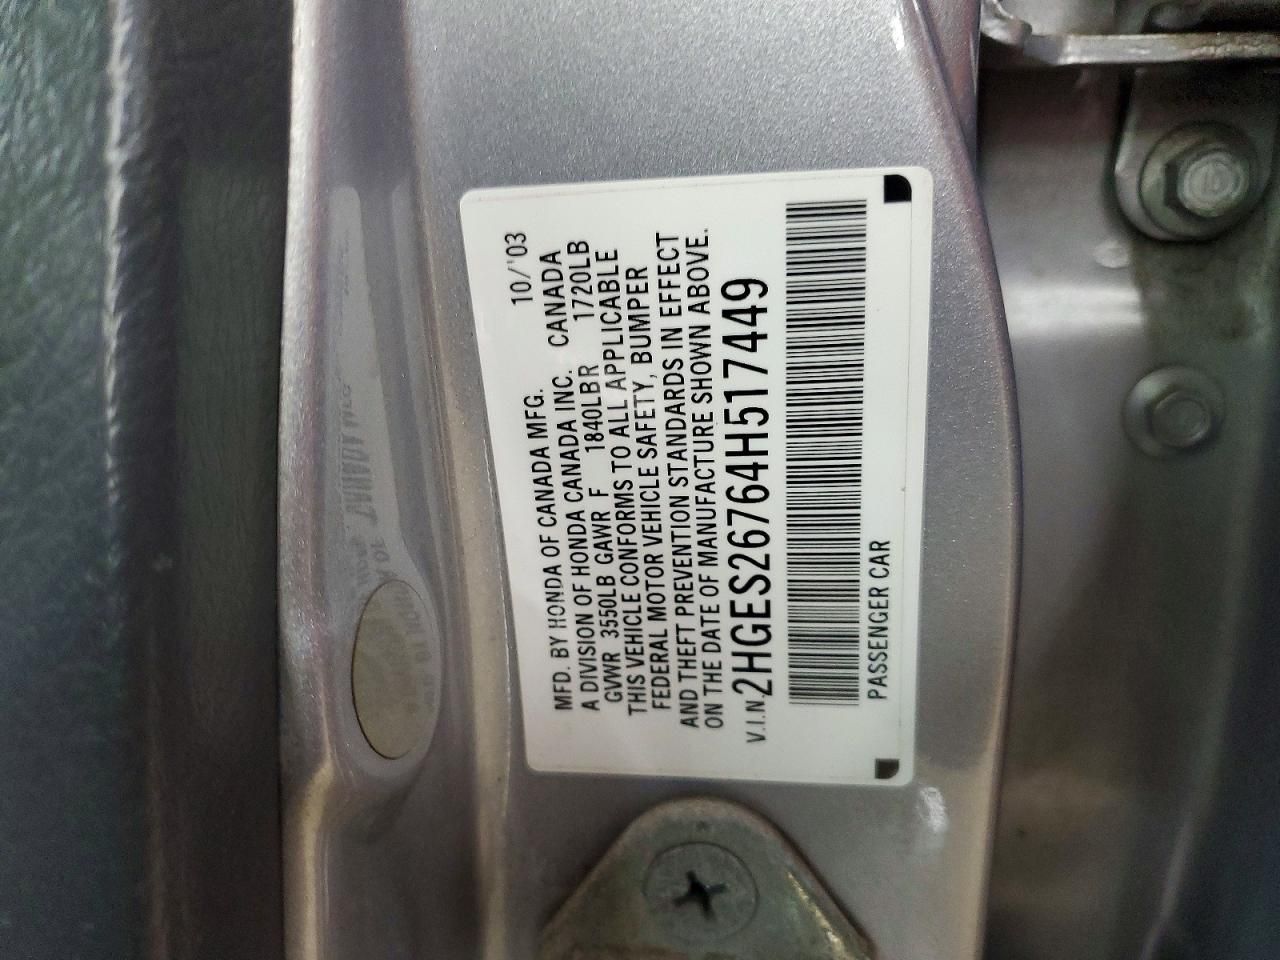 10/'03
MFD. BY HONDA OF CANADA MFG.
A DIVISION OF HONDA CANADA INC. CANADA
GVWR 3550LB GAWR F 1840LBR 1720LB
THIS VEHICLE CONFORMS TO ALL APPLICABLE
FEDERAL MOTOR VEHICLE SAFETY, BUMPER
AND THEFT PREVENTION STANDARDS IN EFFECT
ON THE DATE OF MANUFACTURE SHOWN ABOVE.
V.I.N. 2HGES26764H517449
PASSENGER CAR